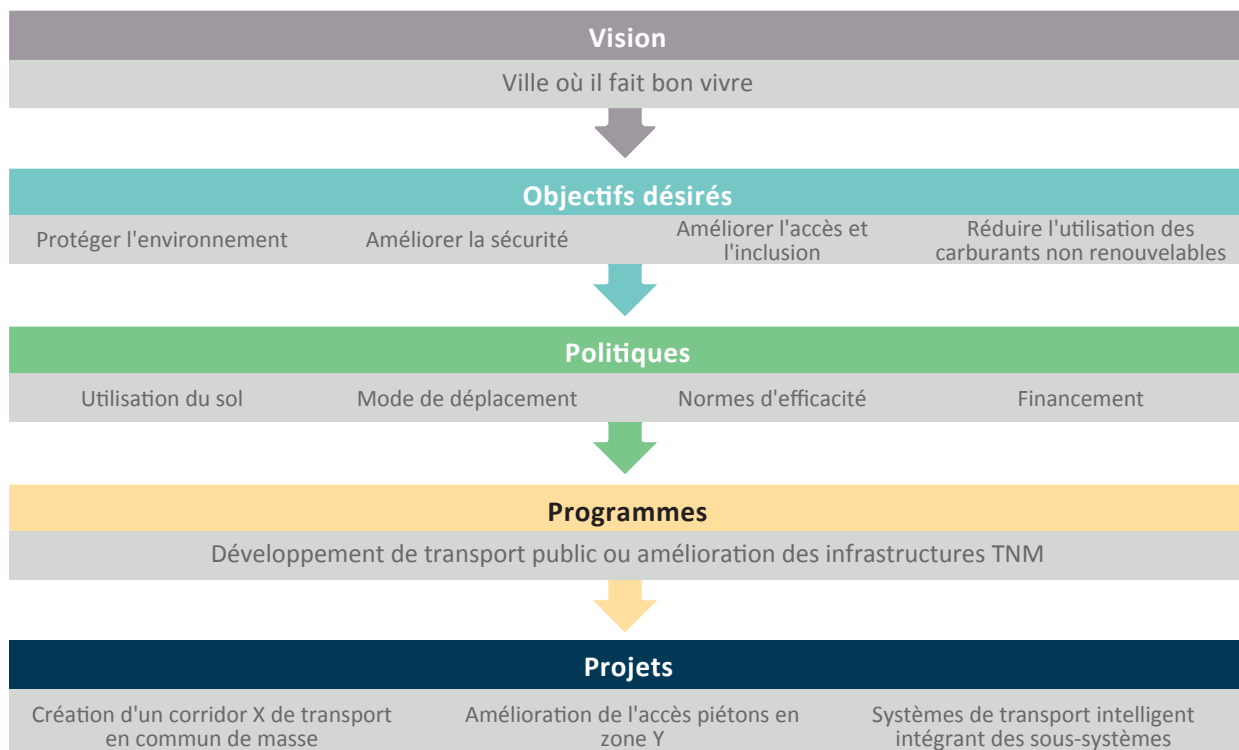 Vision
Ville où il fait bon vivre
Objectifs désirés
Protéger l'environnement
Améliorer la sécurité
Améliorer l'accès et
l'inclusion
Réduire l'utilisation des
carburants non renouvelables
Politiques
Utilisation du sol
Mode de déplacement
Normes d'efficacité
Financement
Programmes
Développement de transport public ou amélioration des infrastructures TNM
Projets
Création d'un corridor X de transport
en commun de masse
Amélioration de l'accès piétons en
zone Y
Systèmes de transport intelligent
intégrant des sous-systèmes